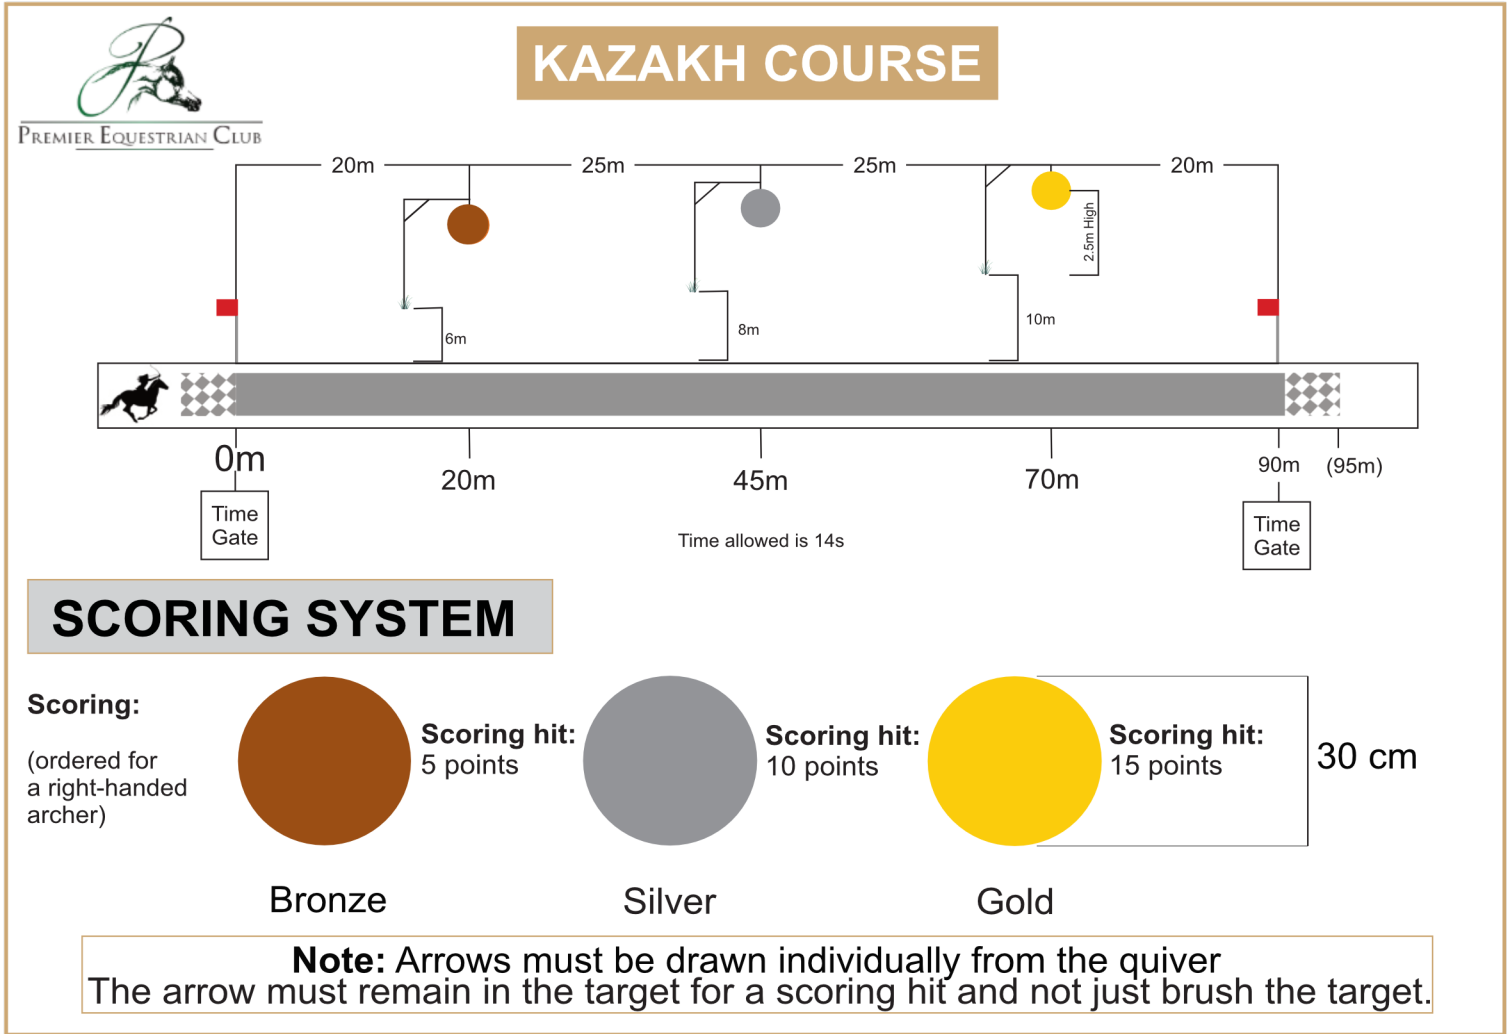 KAZAKH COURSE
PREMIER EQUESTRIAN CLUB
20m
25m
25m
20m
2.5m High
6m
8m
10m
0m
20m
45m
70m
90m
(95m)
Time
Gate
Time allowed is 14s
Time
Gate
SCORING SYSTEM
Scoring:
(ordered for
a right-handed
archer)
Scoring hit:
5 points
Scoring hit:
10 points
Scoring hit:
15 points
30 cm
Bronze
Silver
Gold
Note: Arrows must be drawn individually from the quiver
The arrow must remain in the target for a scoring hit and not just brush the target.